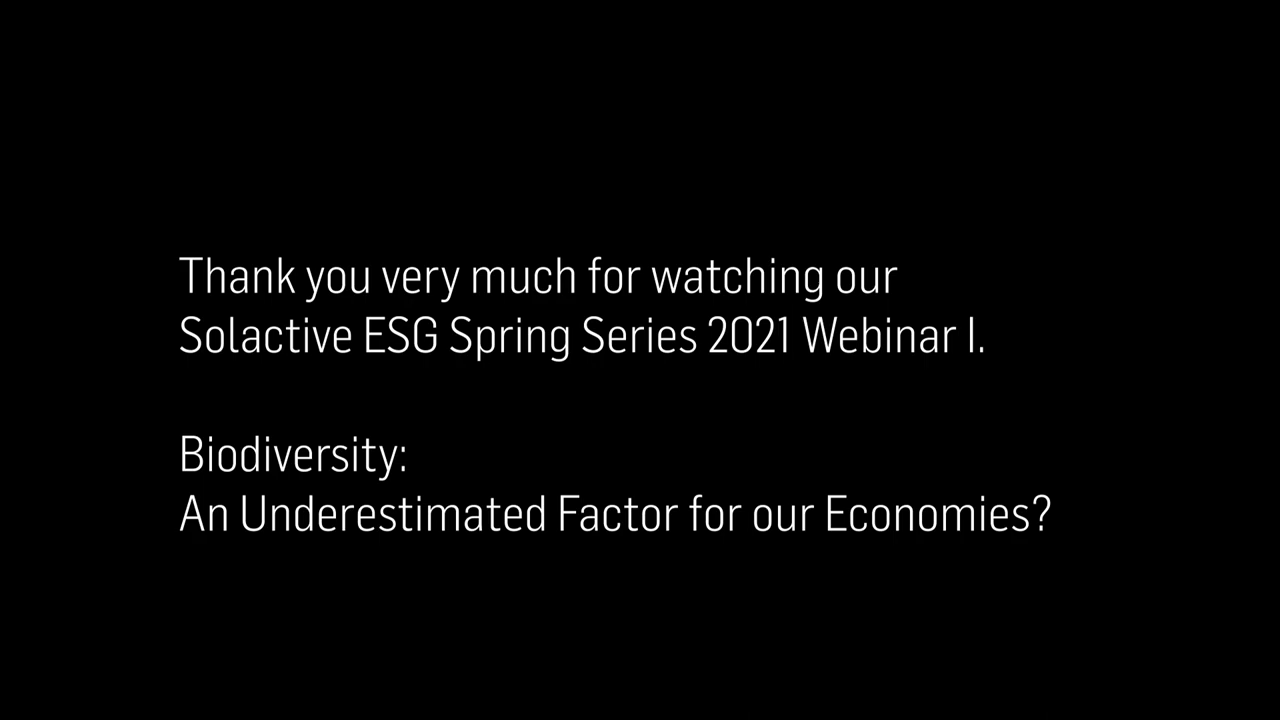 Thank you very much for watching our
Solactive ESG Spring Series 2021 Webinar I.
Biodiversity:
An Underestimated Factor for our Economies?